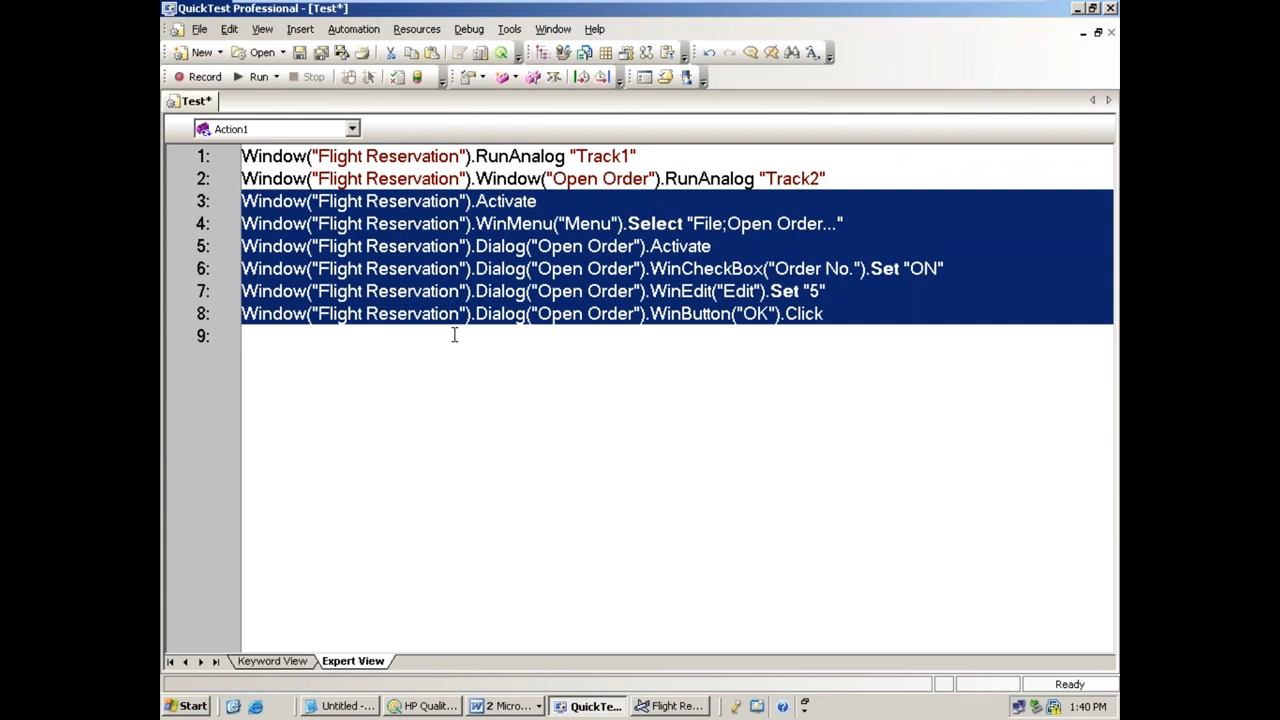 QuickTest Professional - [Test*]
File Edit View Insert Automation Resources Debug Tools Window Help
New Open
Record Run Stop
Test*
Action1
1: Window("Flight Reservation").RunAnalog "Track1"
2: Window("Flight Reservation").Window("Open Order").RunAnalog "Track2"
3: Window("Flight Reservation").Activate
4: Window("Flight Reservation").WinMenu("Menu").Select "File;Open Order..."
5: Window("Flight Reservation").Dialog("Open Order").Activate
6: Window("Flight Reservation").Dialog("Open Order").WinCheckBox("Order No.").Set "ON"
7: Window("Flight Reservation").Dialog("Open Order").WinEdit("Edit").Set "5"
8: Window("Flight Reservation").Dialog("Open Order").WinButton("OK").Click
9:
Keyword View Expert View
Ready
Start Untitled -... HP Qualit... 2 Micro... QuickTe... Flight Re... 1:40 PM